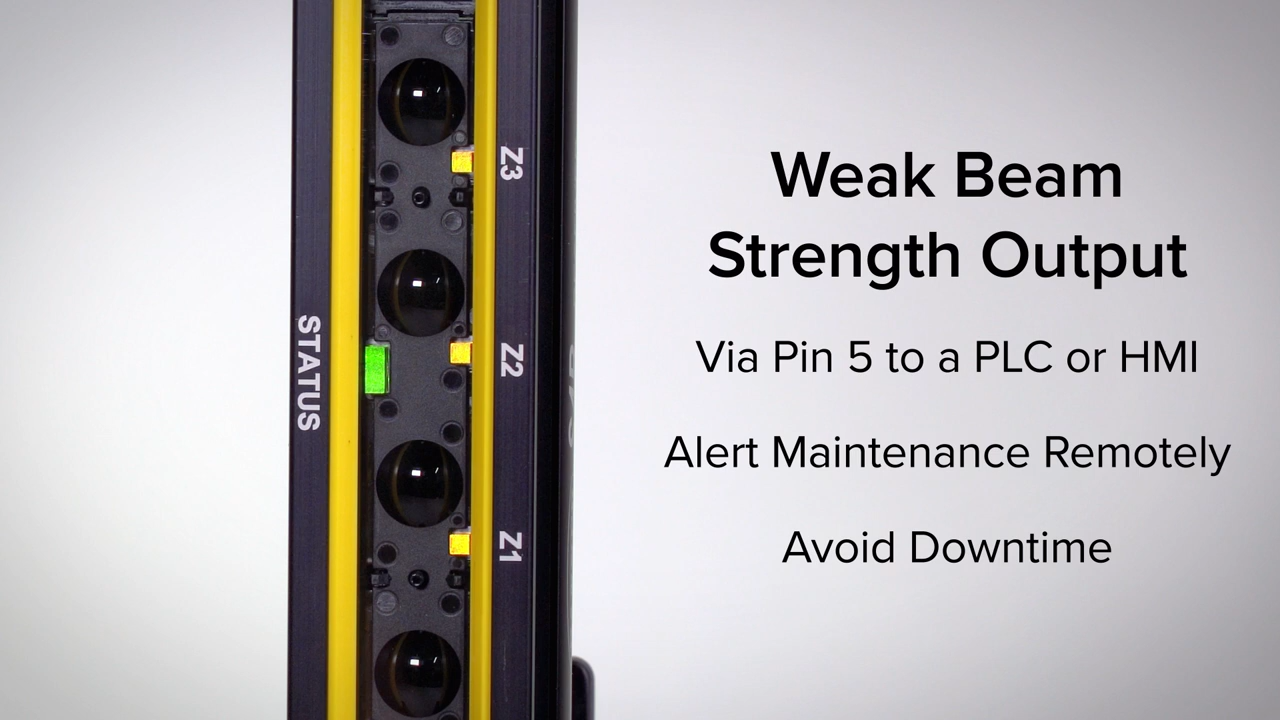 Weak Beam
Strength Output
Via Pin 5 to a PLC or HMI
Alert Maintenance Remotely
Avoid Downtime
Z3
Z2
Z1
STATUS